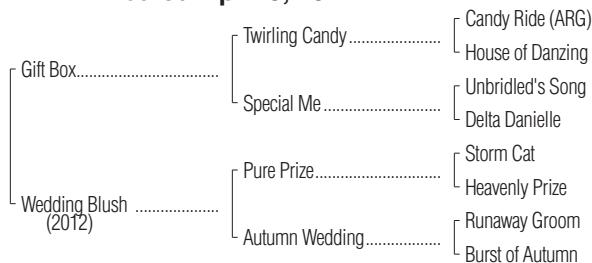 Candy Ride (ARG)
Twirling Candy
House of Danzing
Gift Box
Unbridled's Song
Special Me
Delta Danielle
Storm Cat
Pure Prize
Heavenly Prize
Wedding Blush
(2012)
Runaway Groom
Autumn Wedding
Burst of Autumn